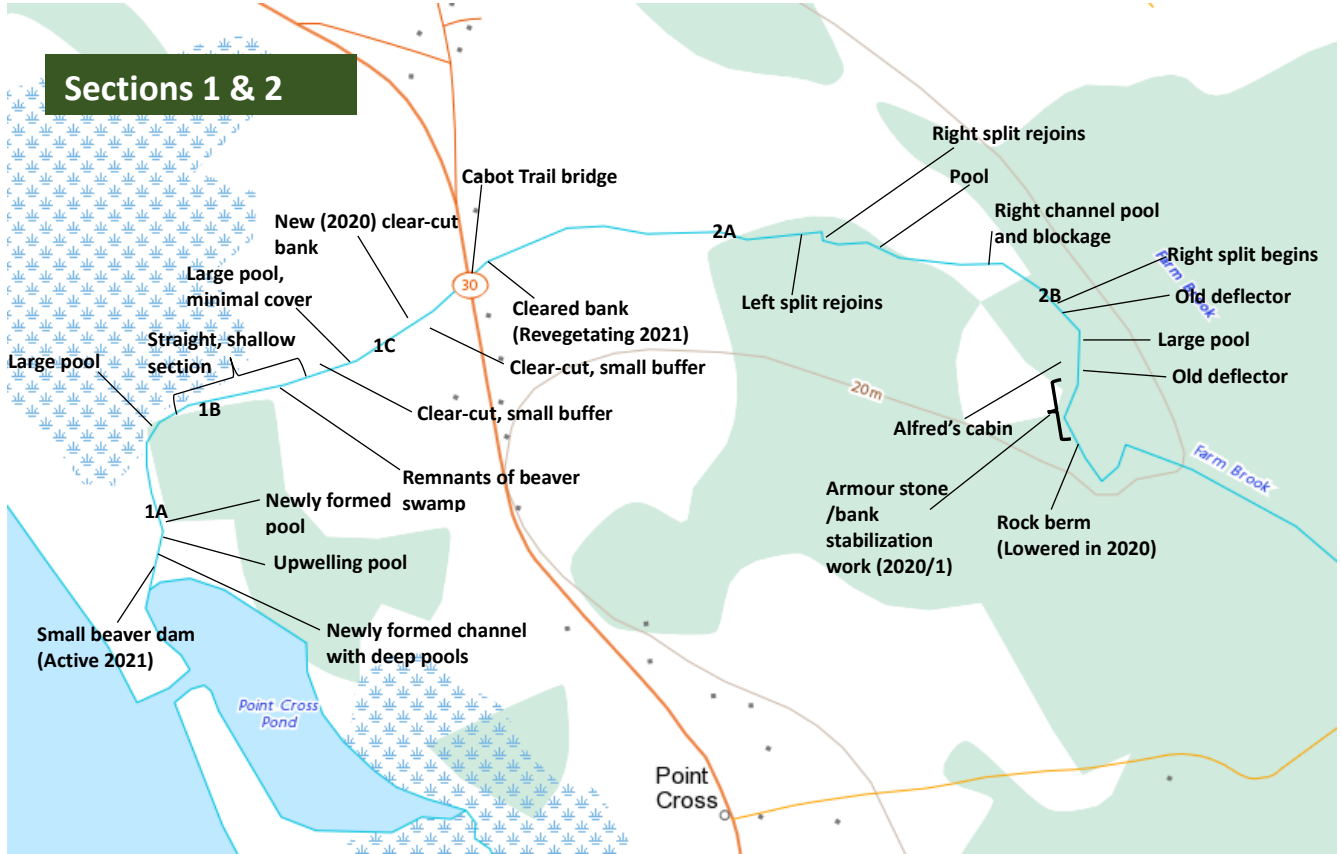 Sections 1 & 2
Right split rejoins
Cabot Trail bridge
Pool
New (2020) clear-cut
bank
Right channel pool
and blockage
2A
Large pool,
minimal cover
Right split begins
Farm Brook
30
2B
Left split rejoins
Old deflector
Cleared bank
(Revegetating 2021)
Straight, shallow
section
1C
Large pool
Large pool
Clear-cut, small buffer
Old deflector
20m
1B
Clear-cut, small buffer
Alfred's cabin
Farm Brook
Remnants of beaver
swamp
Newly formed
pool
1A
Armour stone
/bank
stabilization
work (2020/1)
Rock berm
(Lowered in 2020)
Upwelling pool
Small beaver dam
(Active 2021)
Newly formed channel
with deep pools
Point Cross
Pond
Point
Cross